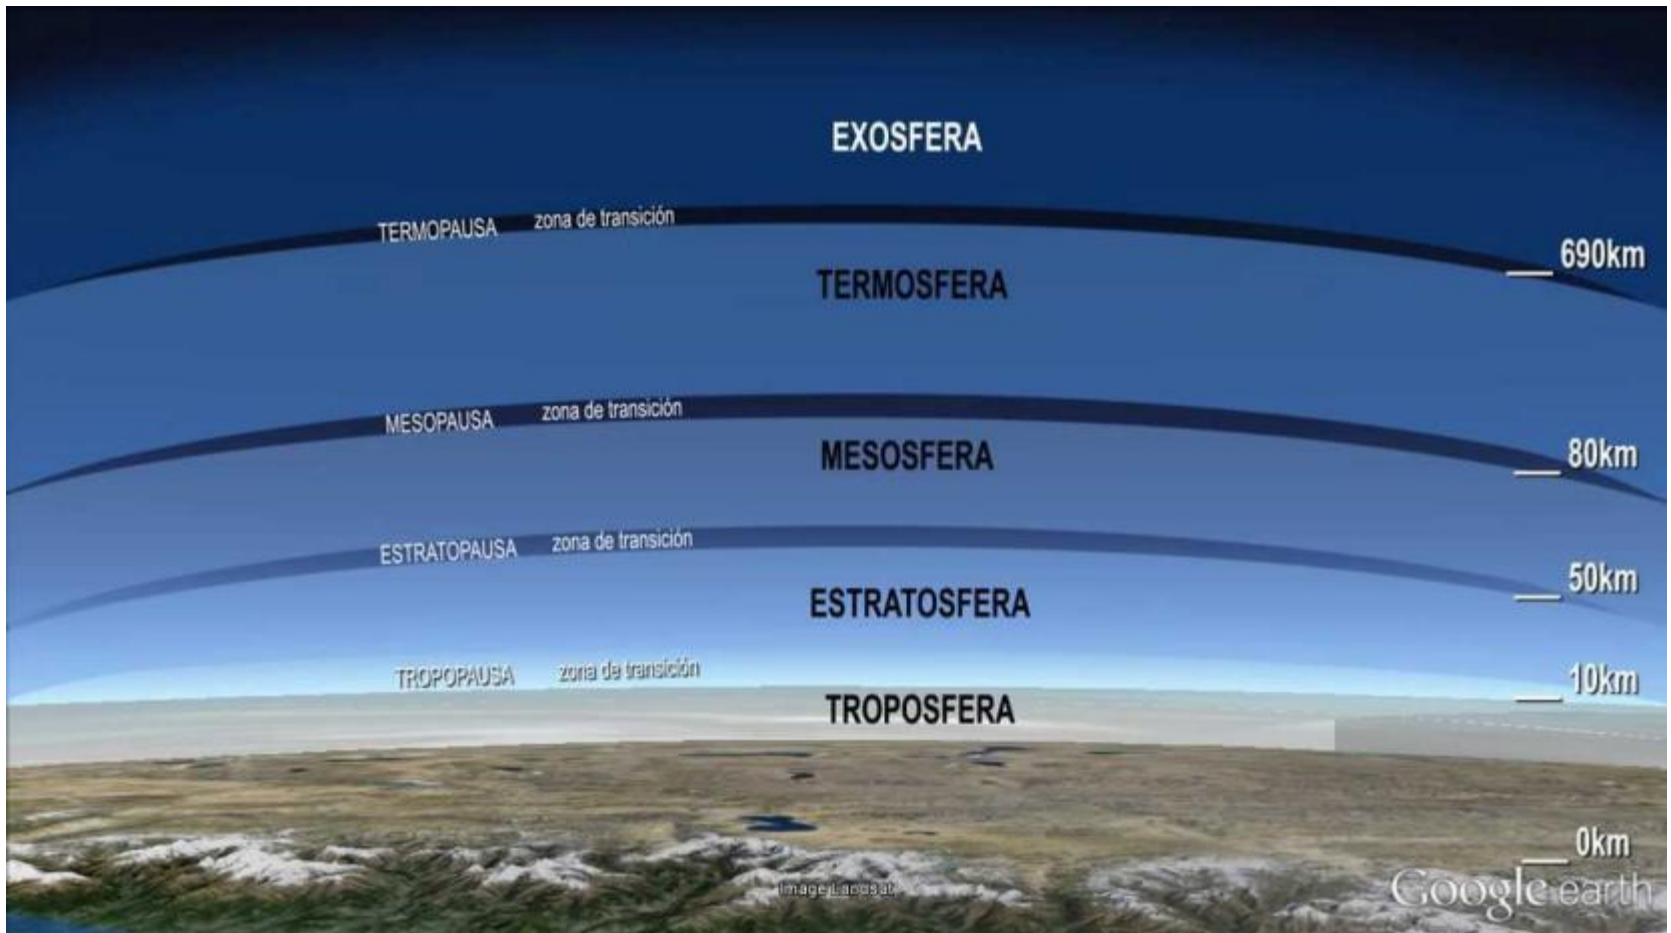 EXOSFERA
TERMOPAUSA zona de transición
690km
TERMOSFERA
MESOPAUSA zona de transición
80km
MESOSFERA
ESTRATOPAUSA zona de transición
50km
ESTRATOSFERA
TROPOPAUSA zona de transición
10km
TROPOSFERA
0km
Image Landsat
Google earth